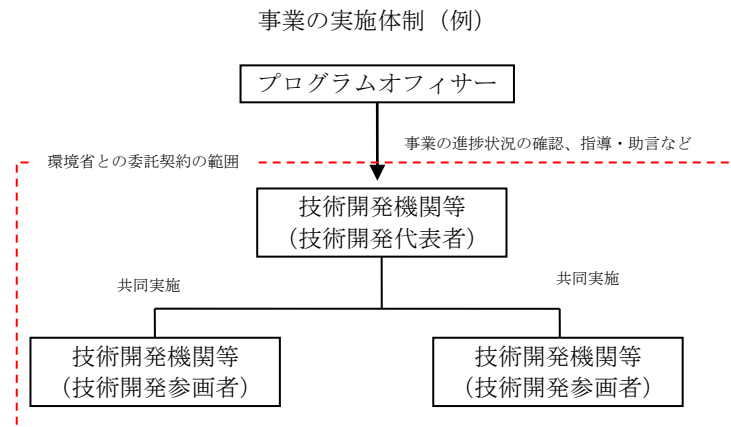 事業の実施体制（例）
プログラムオフィサー
事業の進捗状況の確認、指導・助言など
環境省との委託契約の範囲
技術開発機関等
（技術開発代表者）
共同実施
共同実施
技術開発機関等
（技術開発参画者）
技術開発機関等
（技術開発参画者）